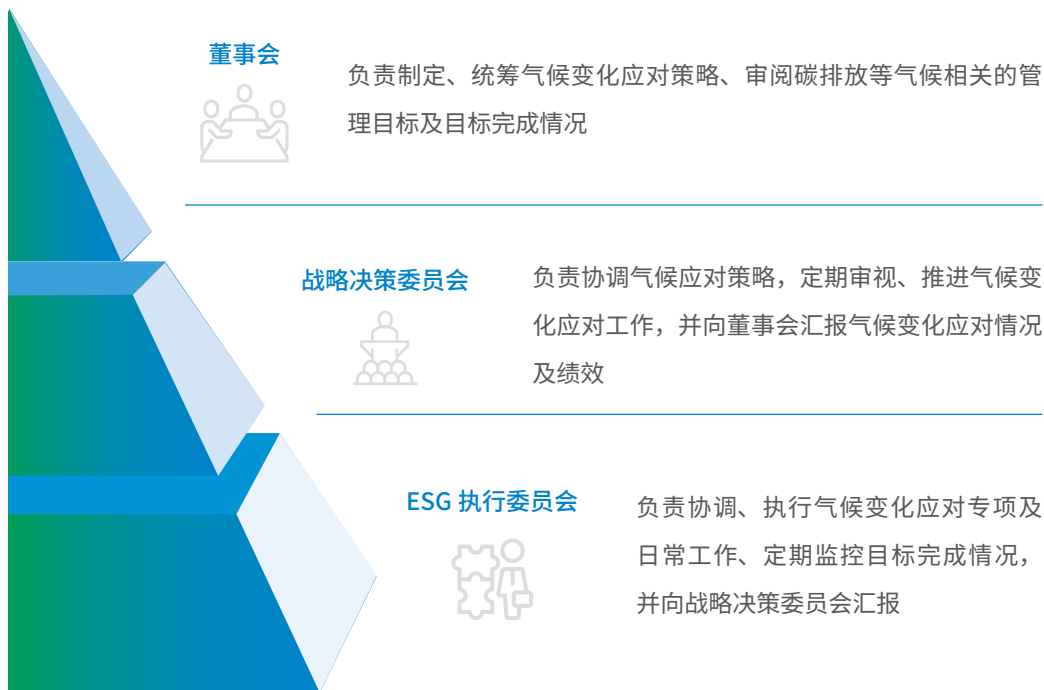 董事会
负责制定、统筹气候变化应对策略、审阅碳排放等气候相关的管
理目标及目标完成情况
战略决策委员会
负责协调气候应对策略，定期审视、推进气候变
化应对工作，并向董事会汇报气候变化应对情况
及绩效
ESG 执行委员会
负责协调、执行气候变化应对专项及
日常工作、定期监控目标完成情况，
并向战略决策委员会汇报